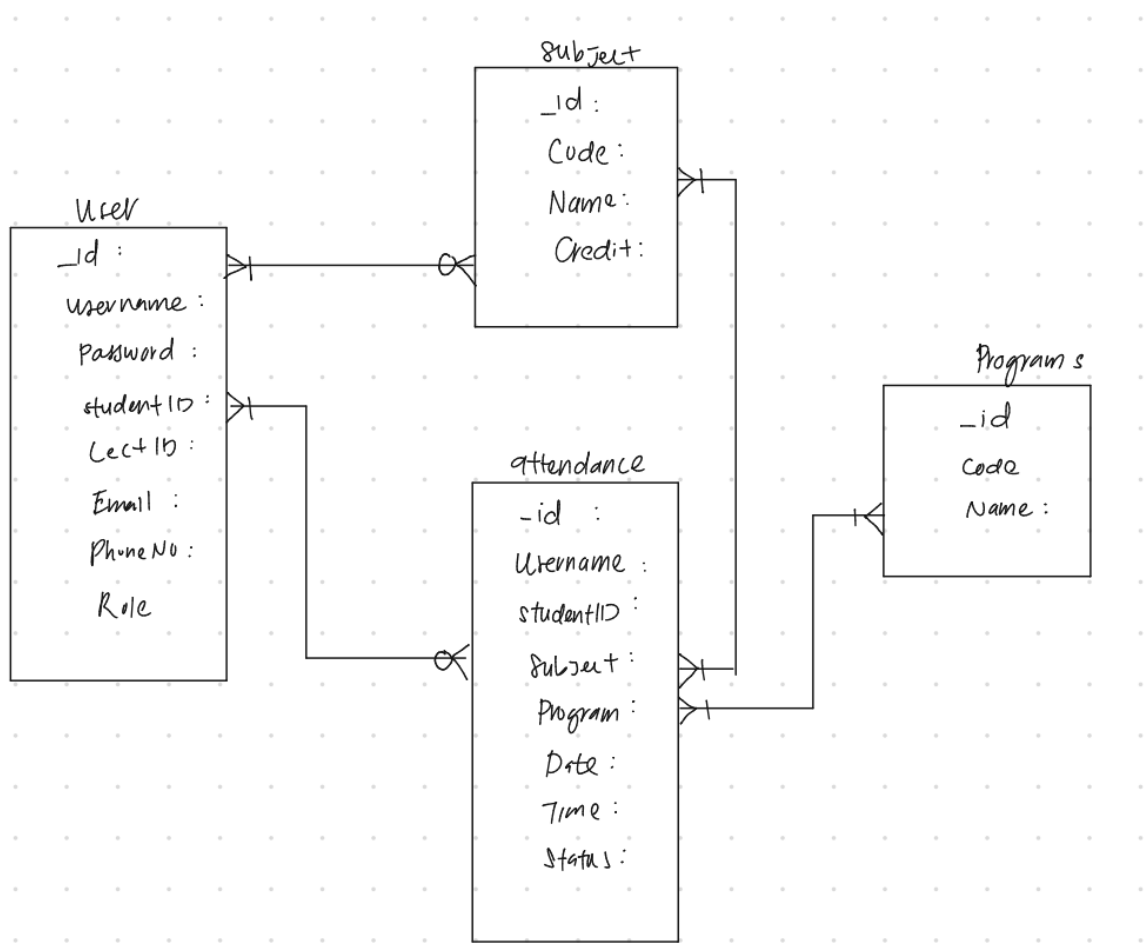 Subject
_id :
Code :
Name :
Credit :
User
_id :
username :
Password :
studentID :
LectID :
Email :
PhoneNo :
Role
attendance
_id :
Username :
studentID :
Subject :
Program :
Date :
Time :
Status :
Programs
_id
Code
Name :